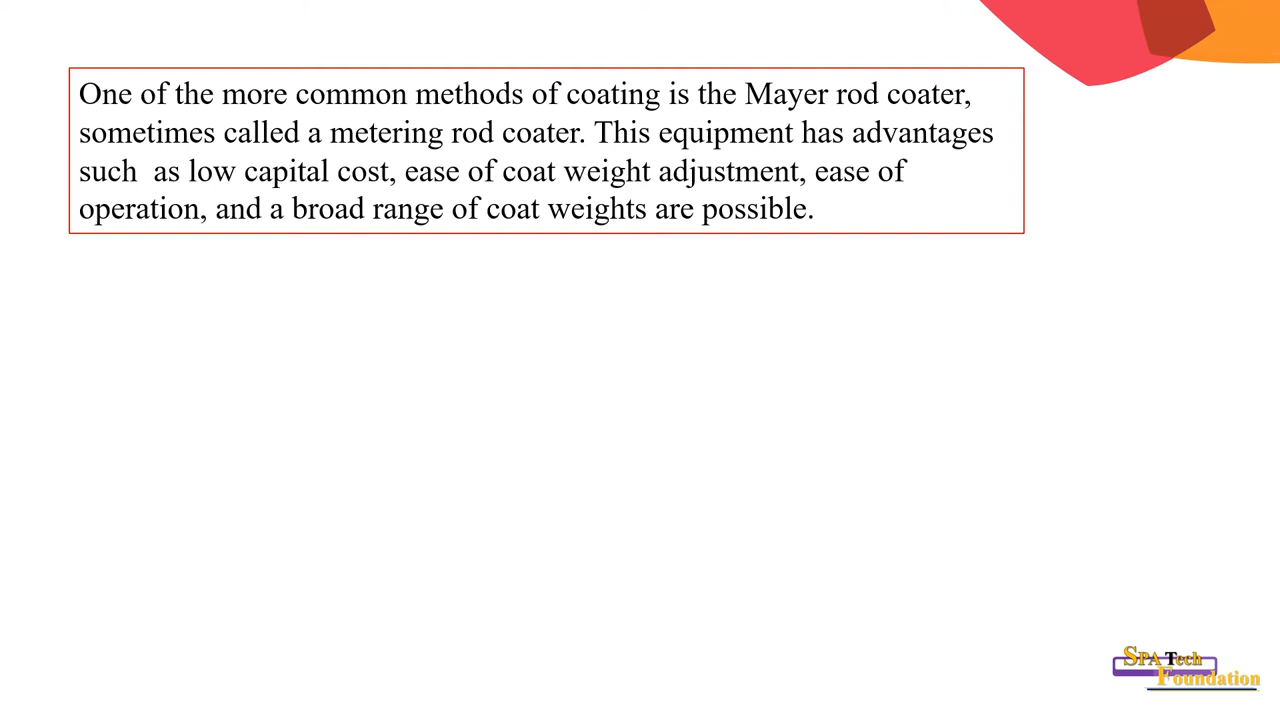 One of the more common methods of coating is the Mayer rod coater,
sometimes called a metering rod coater. This equipment has advantages
such  as low capital cost, ease of coat weight adjustment, ease of
operation, and a broad range of coat weights are possible.
SPA Tech
Foundation